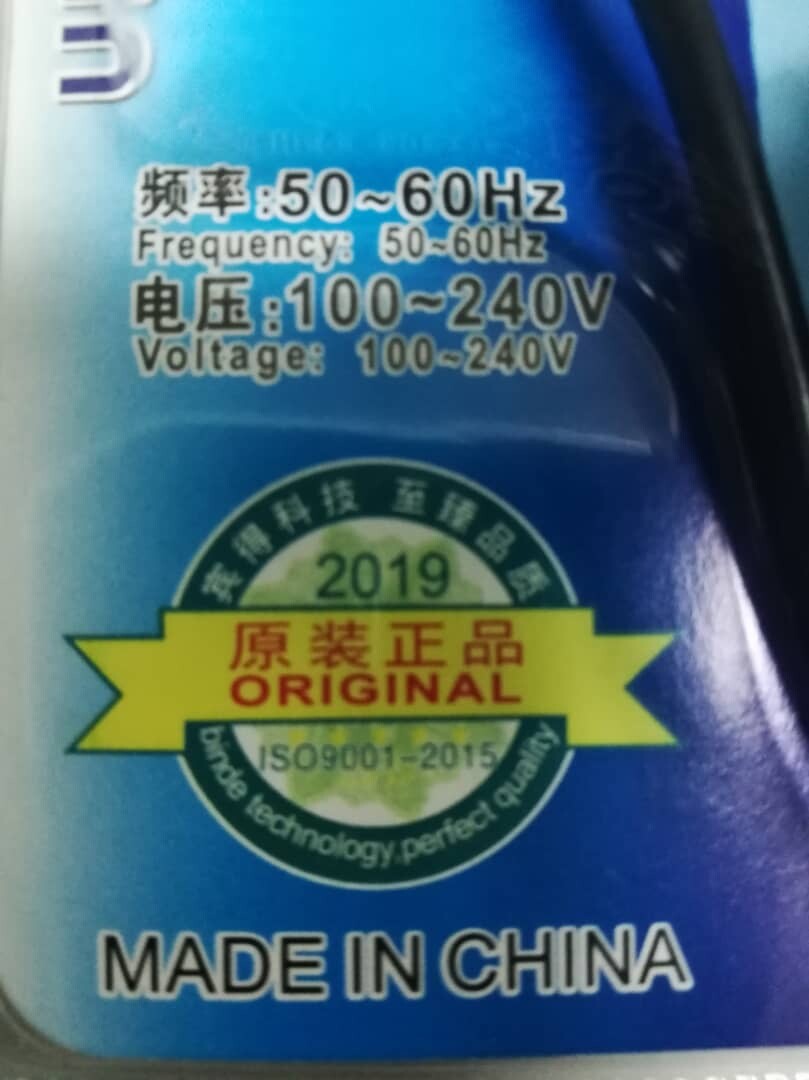 频率:50~60Hz
Frequency: 50~60Hz
电压:100~240V
Voltage: 100~240V
宾得科技 至臻品质
2019
原装正品
ORIGINAL
ISO9001-2015
binde technology,perfect quality
MADE IN CHINA